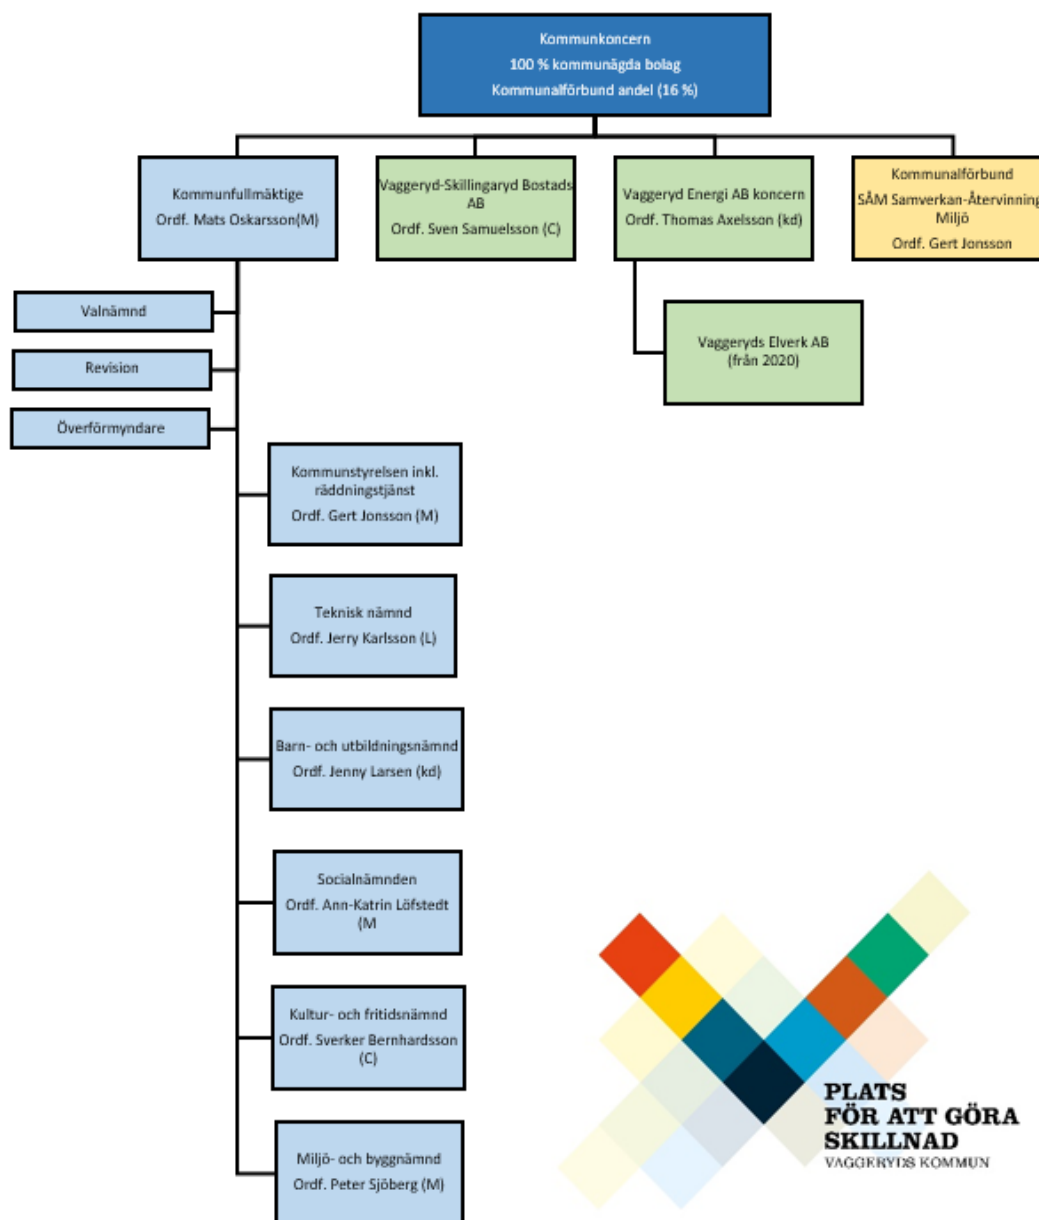 Kommunkoncern
100 % kommunägda bolag
Kommunalförbund andel (16 %)
Kommunfullmäktige
Ordf. Mats Oskarsson(M)
Vaggeryd-Skillingaryd Bostads
AB
Ordf. Sven Samuelsson (C)
Vaggeryd Energi AB koncern
Ordf. Thomas Axelsson (kd)
Kommunalförbund
SÅM Samverkan-Återvinning
Miljö
Ordf. Gert Jonsson
Valnämnd
Revision
Överförmyndare
Vaggeryds Elverk AB
(från 2020)
Kommunstyrelsen inkl.
räddningstjänst
Ordf. Gert Jonsson (M)
Teknisk nämnd
Ordf. Jerry Karlsson (L)
Barn- och utbildningsnämnd
Ordf. Jenny Larsen (kd)
Socialnämnden
Ordf. Ann-Katrin Löfstedt
(M
Kultur- och fritidsnämnd
Ordf. Sverker Bernhardsson
(C)
Miljö- och byggnämnd
Ordf. Peter Sjöberg (M)
PLATS
FÖR ATT GÖRA
SKILLNAD
VAGGERYDS KOMMUN